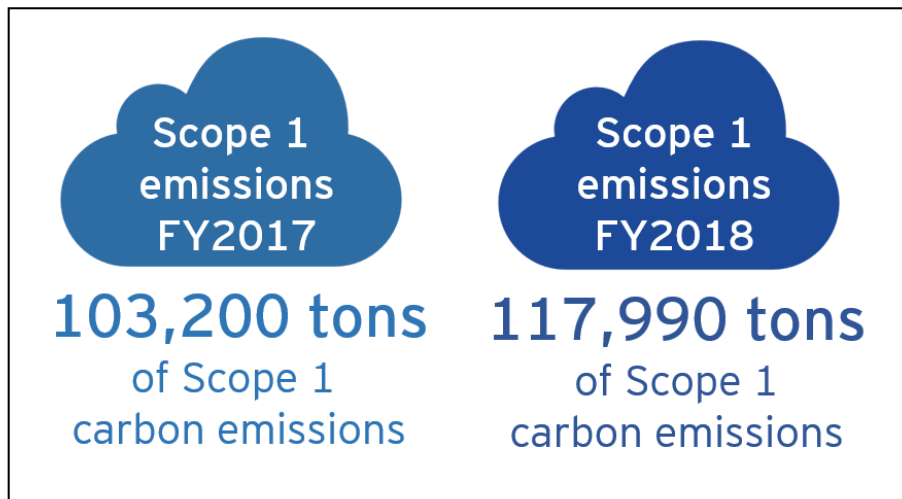 Scope 1
emissions
FY2017
103,200 tons
of Scope 1
carbon emissions
Scope 1
emissions
FY2018
117,990 tons
of Scope 1
carbon emissions